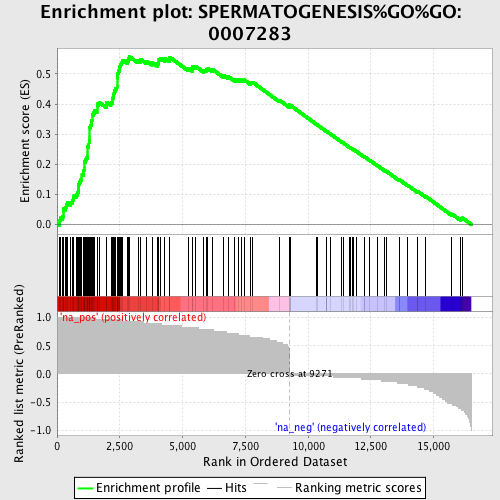 Enrichment plot: SPERMATOGENESIS%GO%GO:
0007283
Enrichment score (ES)
0.5
0.4
0.3
0.2
0.1
0.0
Ranked list metric (PreRanked)
1.0
0.5
0.0
-0.5
-1.0
'na_pos' (positively correlated)
Zero cross at 9271
'na_neg' (negatively correlated)
0
2,500
5,000
7,500
10,000
12,500
15,000
Rank in Ordered Dataset
Enrichment profile
Hits
Ranking metric scores